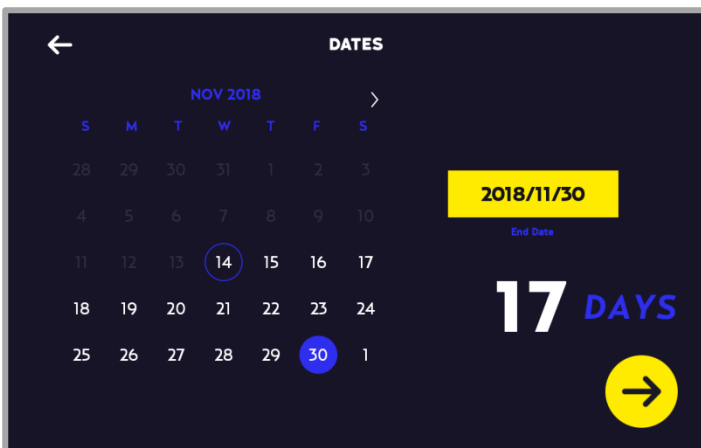 DATES
NOV 2018
S M T W T F S
28 29 30 31 1 2 3
4 5 6 7 8 9 10
11 12 13 14 15 16 17
18 19 20 21 22 23 24
25 26 27 28 29 30 1
2018/11/30
End Date
17 DAYS